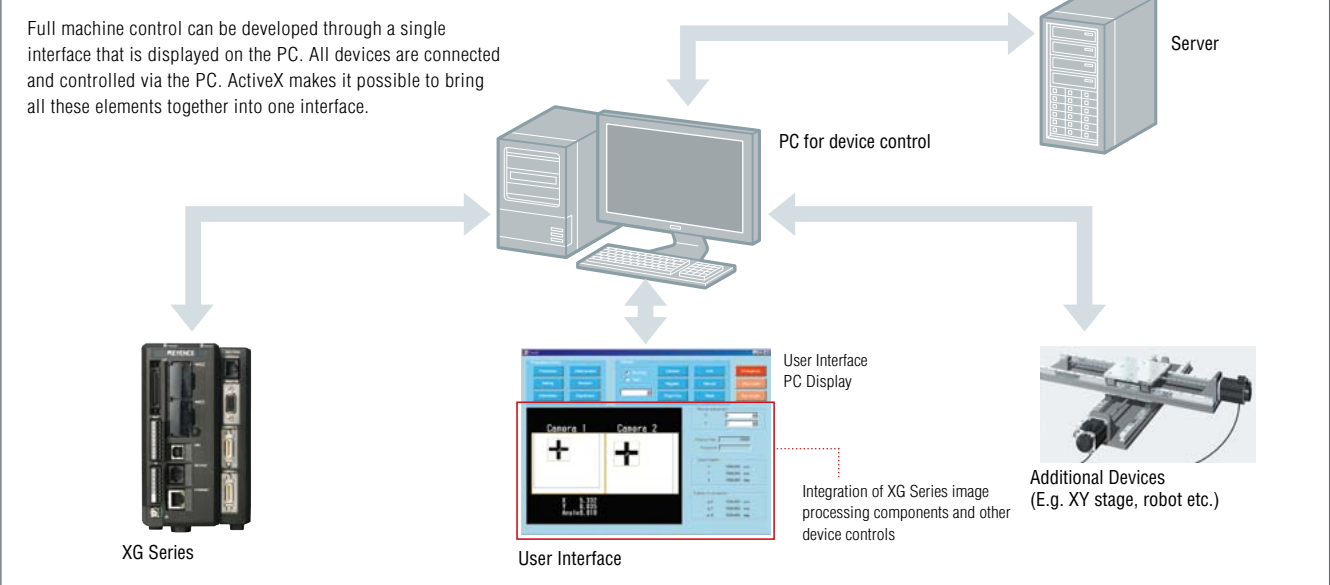 Full machine control can be developed through a single
interface that is displayed on the PC. All devices are connected
and controlled via the PC. ActiveX makes it possible to bring
all these elements together into one interface.
Server
PC for device control
KEYENCE
User Interface
PC Display
Camera 1 Camera 2
X 5.332
Integration of XG Series image
processing components and other
device controls
Additional Devices
(E.g. XY stage, robot etc.)
XG Series
User Interface